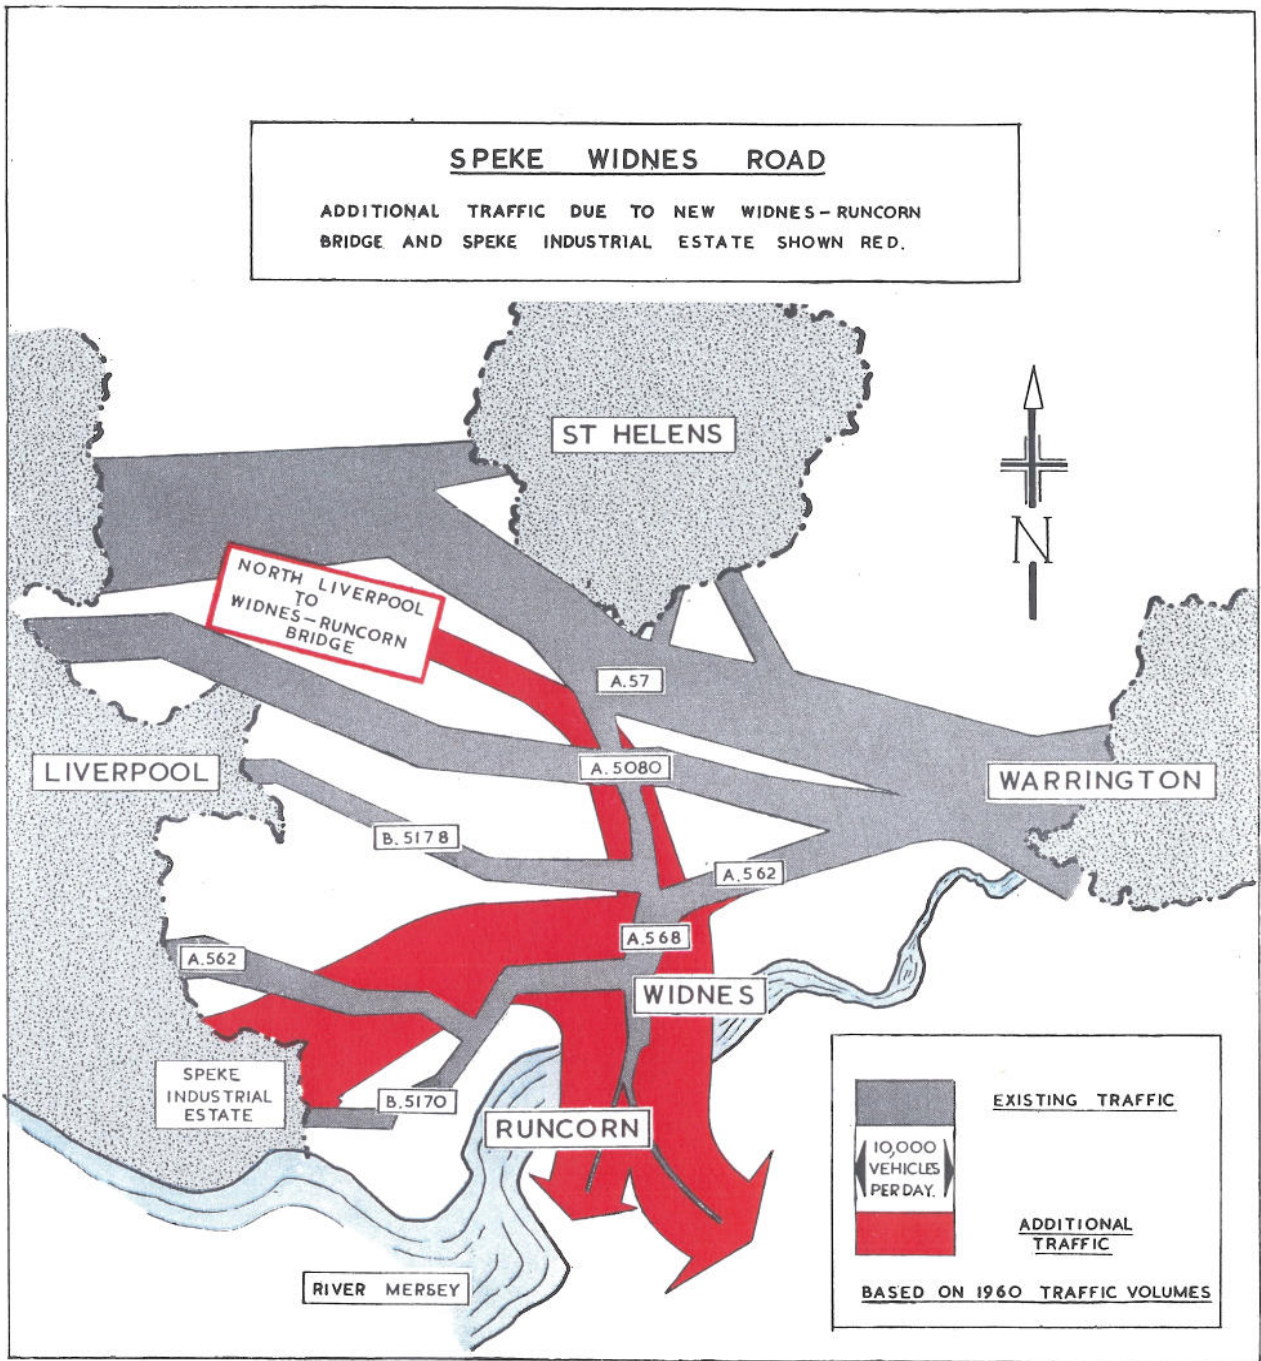 SPEKE WIDNES ROAD
ADDITIONAL TRAFFIC DUE TO NEW WIDNES-RUNCORN
BRIDGE AND SPEKE INDUSTRIAL ESTATE SHOWN RED.
ST HELENS
N
NORTH LIVERPOOL
TO
WIDNES-RUNCORN
BRIDGE
A.57
LIVERPOOL
A.5080
WARRINGTON
B.5178
A.562
A.568
A.562
WIDNES
SPEKE
INDUSTRIAL
ESTATE
B.5170
RUNCORN
RIVER MERSEY
EXISTING TRAFFIC
10,000
VEHICLES
PER DAY.
ADDITIONAL
TRAFFIC
BASED ON 1960 TRAFFIC VOLUMES